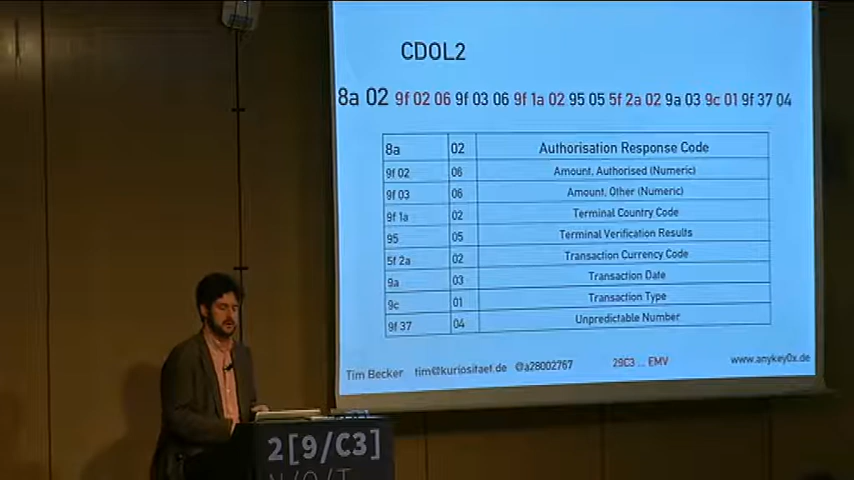 CDOL2
8a 02 9f 02 06 9f 03 06 9f 1a 02 95 05 5f 2a 02 9a 03 9c 01 9f 37 04
8a 02 Authorisation Response Code
9f 02 06 Amount, Authorised (Numeric)
9f 03 06 Amount, Other (Numeric)
9f 1a 02 Terminal Country Code
95 05 Terminal Verification Results
5f 2a 02 Transaction Currency Code
9a 03 Transaction Date
9c 01 Transaction Type
9f 37 04 Unpredictable Number
Tim Becker tim@kuriositaet.de @a28002767 29C3 ... EMV www.anykey0x.de
2[9/C3]
N/O/T